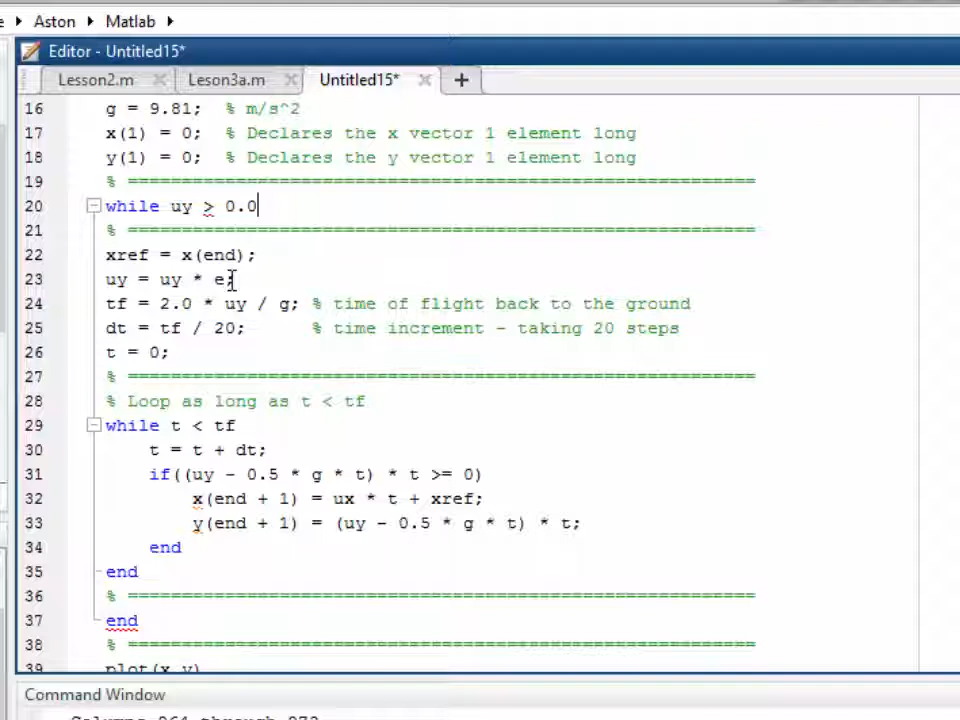 Aston Matlab
Editor - Untitled15*
Lesson2.m Leson3a.m Untitled15* +
16 g = 9.81; % m/s^2
17 x(1) = 0; % Declares the x vector 1 element long
18 y(1) = 0; % Declares the y vector 1 element long
19 % ==========================================================
20 while uy > 0.0
21 % ==========================================================
22 xref = x(end);
23 uy = uy * e;
24 tf = 2.0 * uy / g; % time of flight back to the ground
25 dt = tf / 20; % time increment - taking 20 steps
26 t = 0;
27 % ==========================================================
28 % Loop as long as t < tf
29 while t < tf
30 t = t + dt;
31 if((uy - 0.5 * g * t) * t >= 0)
32 x(end + 1) = ux * t + xref;
33 y(end + 1) = (uy - 0.5 * g * t) * t;
34 end
35 end
36 % ==========================================================
37 end
38 % ==========================================================
39 plot(x,y)
Command Window
Columns 964 through 972